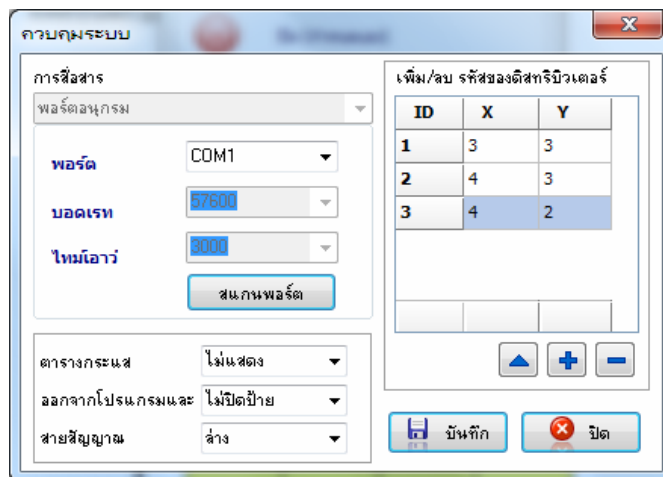 ควบคุมระบบ
การสื่อสาร
พอร์ตอนุกรม
พอร์ต COM1
บอดเรท 57600
ไทม์เอาว์ 3000
สแกนพอร์ต
ตารางกระแส ไม่แสดง
ออกจากโปรแกรมและ ไม่ปิดป้าย
สายสัญญาณ ล่าง
เพิ่ม/ลบ รหัสของดิสทริบิวเตอร์
ID X Y
1 3 3
2 4 3
3 4 2
บันทึก ปิด